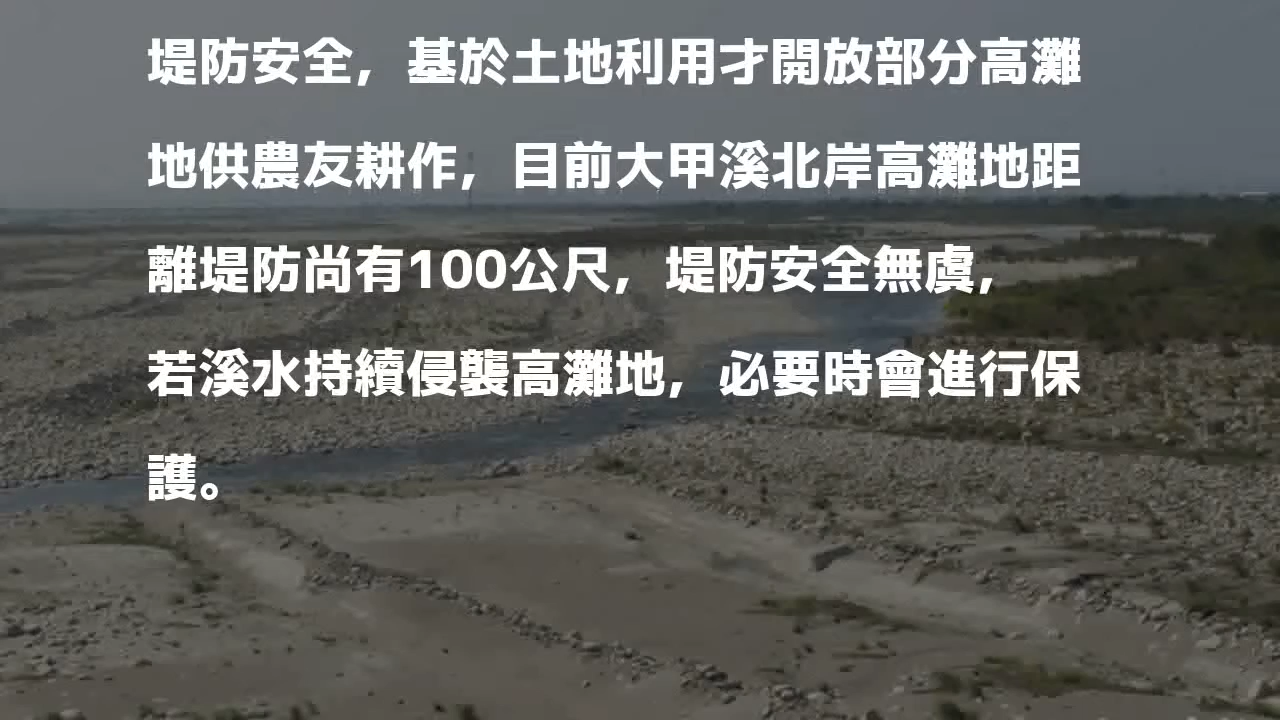 堤防安全，基於土地利用才開放部分高灘
地供農友耕作，目前大甲溪北岸高灘地距
離堤防尚有100公尺，堤防安全無虞，
若溪水持續侵襲高灘地，必要時會進行保
護。